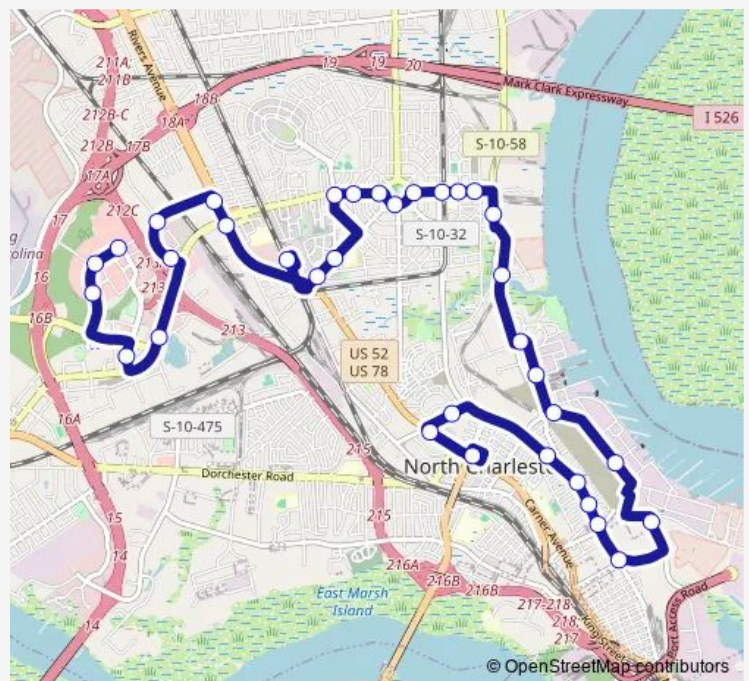 211A,
211B
Rivers Avenue
19
19
20
18B
Mark Clark Expressway
I 526
212B-C
18A
212B
17B
S-10-58
17A
17
212C
S-10-32
olina
16
213
213
16B
213
US 52
US 78
16A
S-10-475
215
North Charlest
Dorchester Road
215
15
Carner Avenue
14
216A
216B
216B
East Marsh
Island
217-218
218
217
King Street
Port Access Road
14
© OpenStreetMap contributors